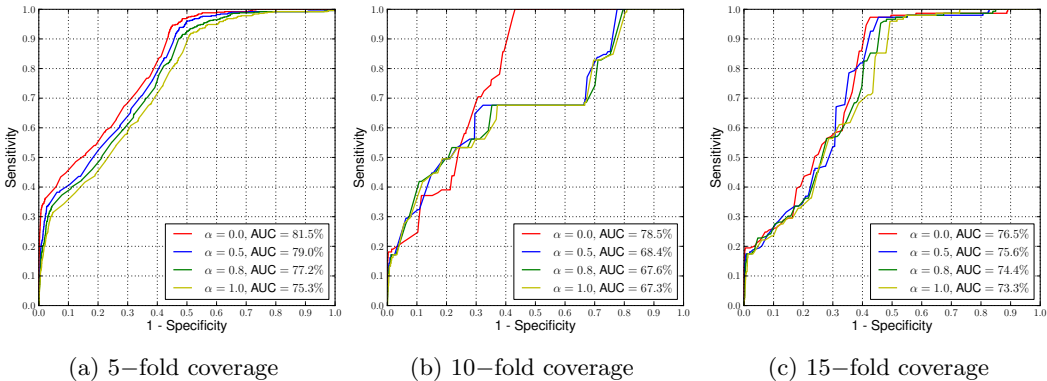 1.0
0.9
0.8
0.7
0.6
0.5
0.4
0.3
0.2
0.1
0.0
Sensitivity
0.0 0.1 0.2 0.3 0.4 0.5 0.6 0.7 0.8 0.9 1.0
1 - Specificity
α = 0.0, AUC = 81.5%
α = 0.5, AUC = 79.0%
α = 0.8, AUC = 77.2%
α = 1.0, AUC = 75.3%
(a) 5−fold coverage
1.0
0.9
0.8
0.7
0.6
0.5
0.4
0.3
0.2
0.1
0.0
Sensitivity
0.0 0.1 0.2 0.3 0.4 0.5 0.6 0.7 0.8 0.9 1.0
1 - Specificity
α = 0.0, AUC = 78.5%
α = 0.5, AUC = 68.4%
α = 0.8, AUC = 67.6%
α = 1.0, AUC = 67.3%
(b) 10−fold coverage
1.0
0.9
0.8
0.7
0.6
0.5
0.4
0.3
0.2
0.1
0.0
Sensitivity
0.0 0.1 0.2 0.3 0.4 0.5 0.6 0.7 0.8 0.9 1.0
1 - Specificity
α = 0.0, AUC = 76.5%
α = 0.5, AUC = 75.6%
α = 0.8, AUC = 74.4%
α = 1.0, AUC = 73.3%
(c) 15−fold coverage